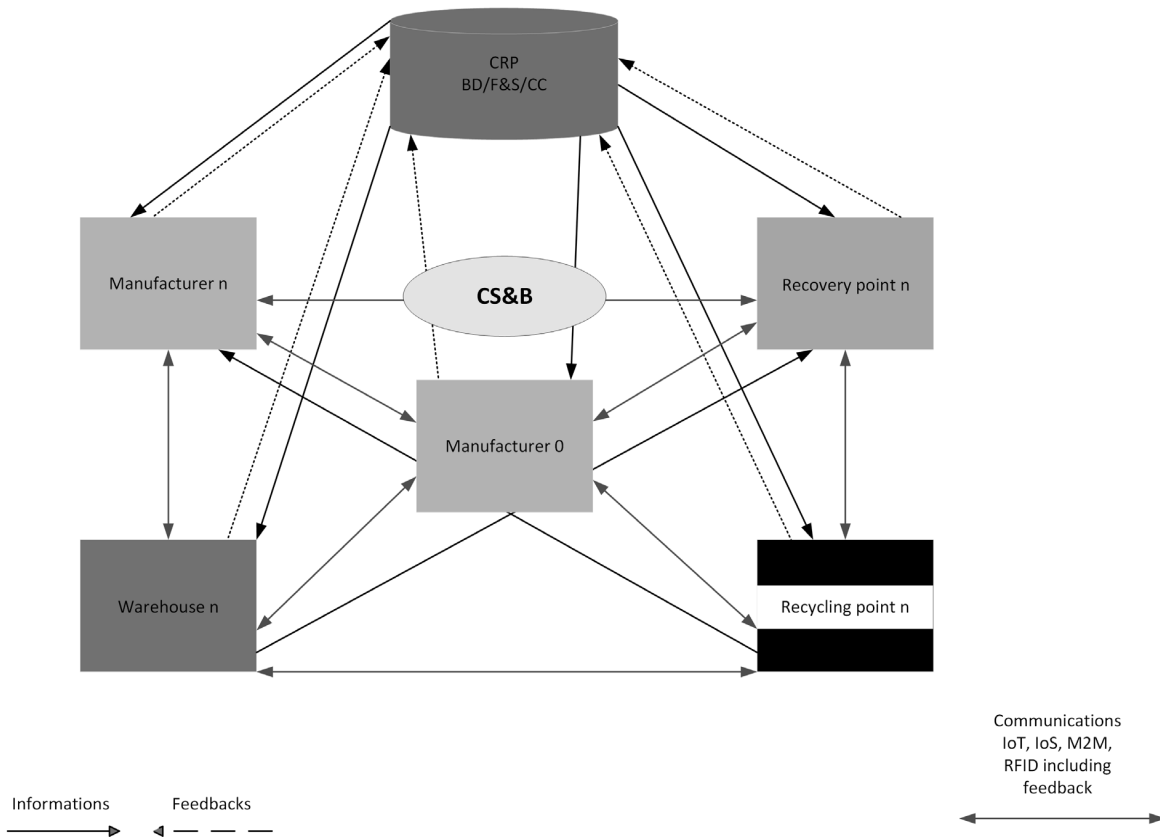 CRP
BD/F&S/CC
Manufacturer n
CS&B
Recovery point n
Manufacturer 0
Warehouse n
Recycling point n
Communications
IoT, IoS, M2M,
RFID including
feedback
Informations
Feedbacks